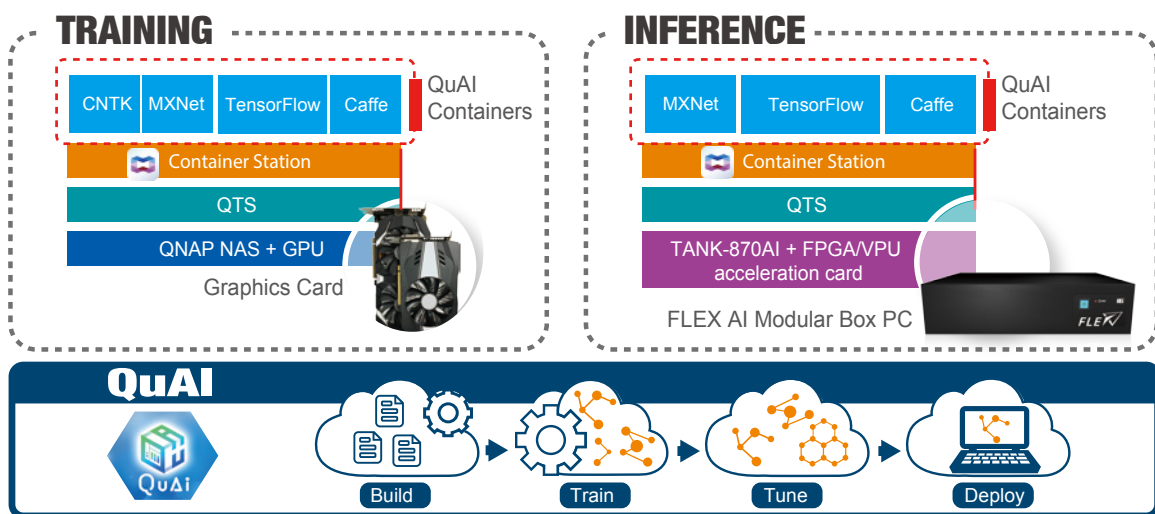 TRAINING
CNTK MXNet TensorFlow Caffe
QuAI
Containers
Container Station
QTS
QNAP NAS + GPU
Graphics Card
INFERENCE
MXNet TensorFlow Caffe
QuAI
Containers
Container Station
QTS
TANK-870AI + FPGA/VPU
acceleration card
FLEX AI Modular Box PC
FLEX
QuAI
QuAi
Build
Train
Tune
Deploy